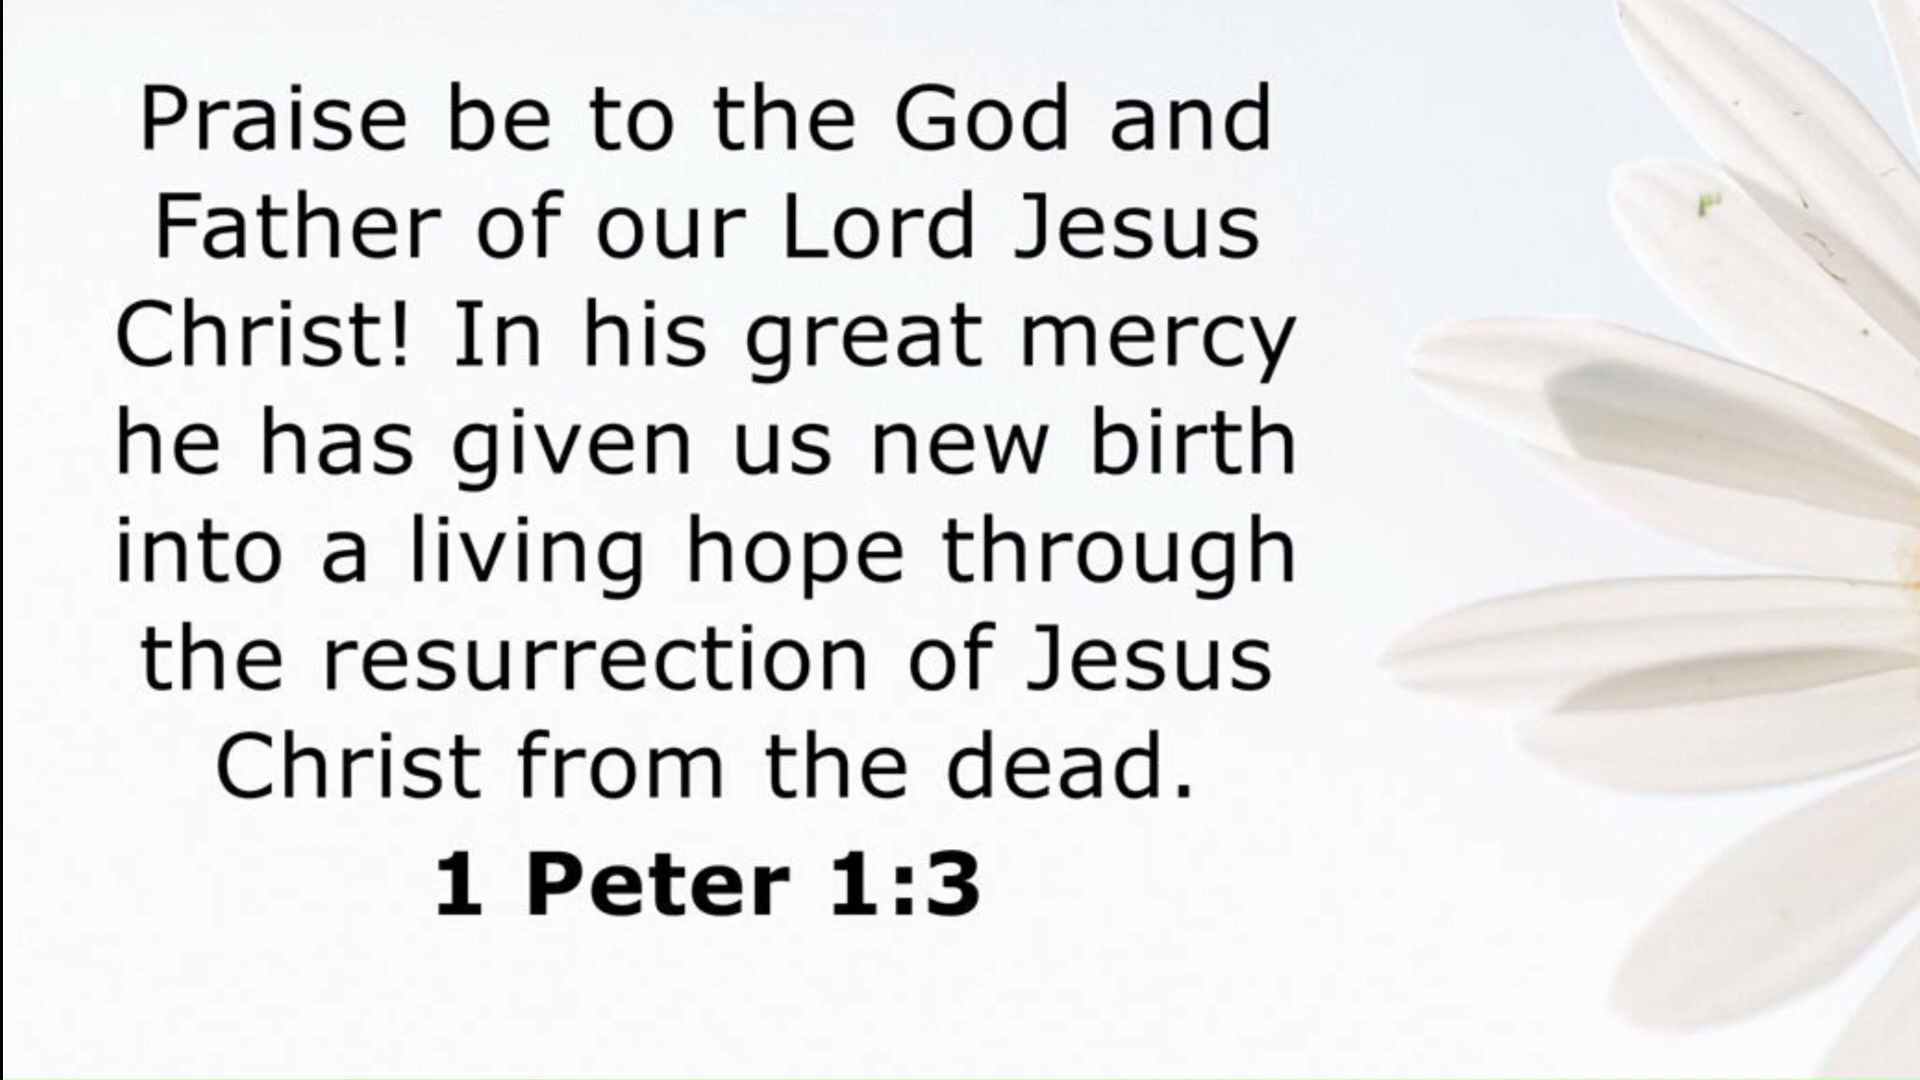 Praise be to the God and
Father of our Lord Jesus
Christ! In his great mercy
he has given us new birth
into a living hope through
the resurrection of Jesus
Christ from the dead.
1 Peter 1:3